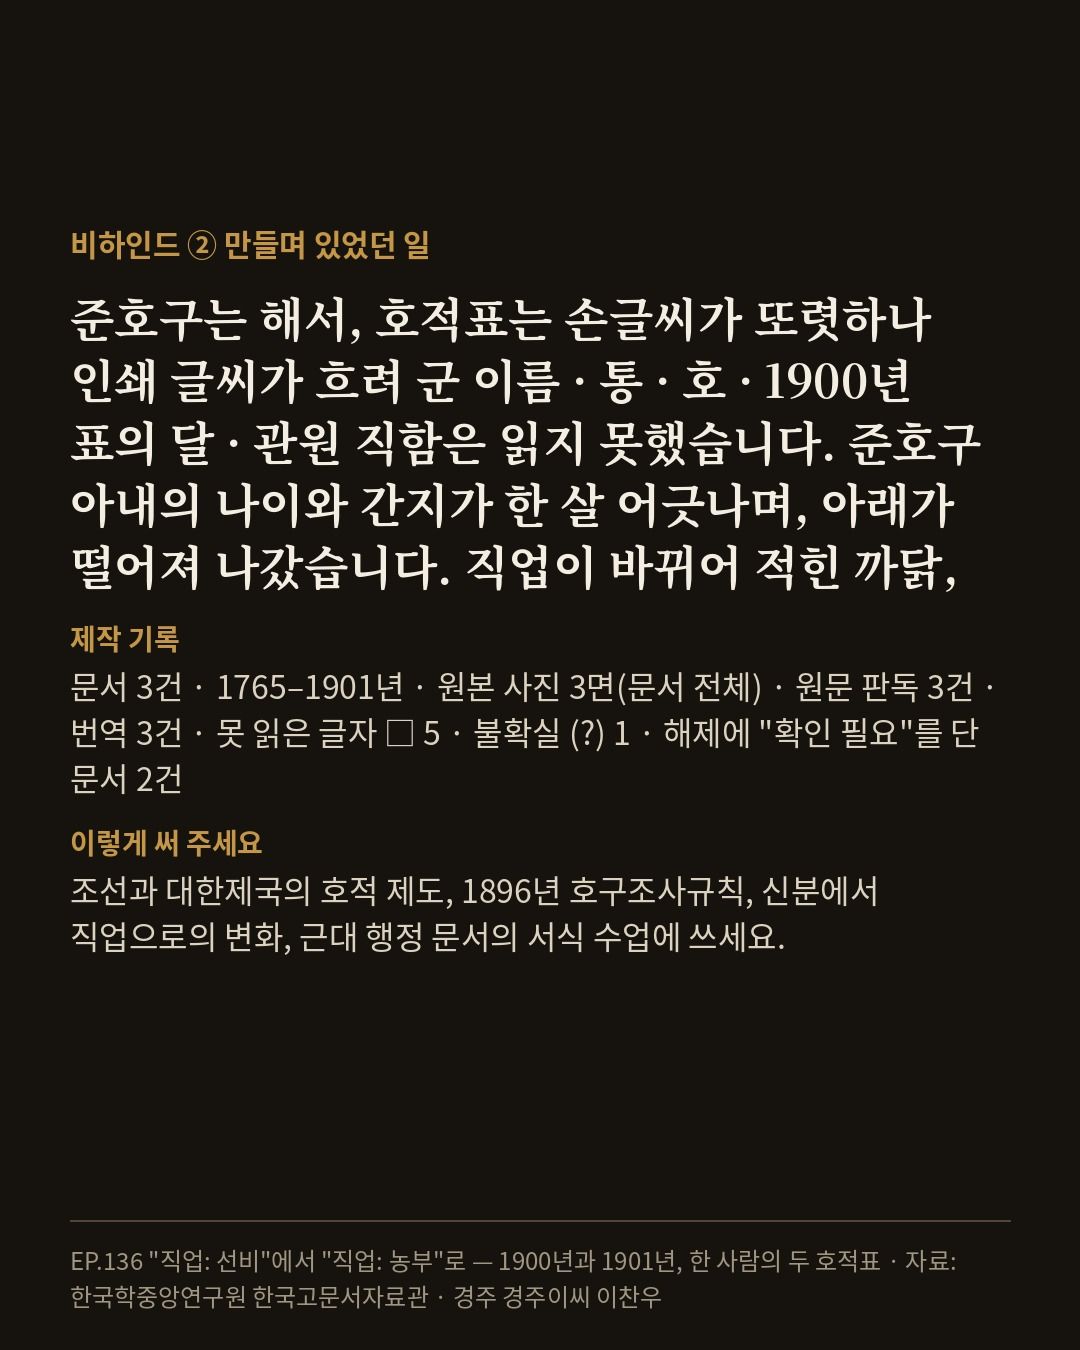 비하인드 ② 만들며 있었던 일
준호구는 해서, 호적표는 손글씨가 또렷하나
인쇄 글씨가 흐려 군 이름 · 통 · 호 · 1900년
표의 달 · 관원 직함은 읽지 못했습니다. 준호구
아내의 나이와 간지가 한 살 어긋나며, 아래가
떨어져 나갔습니다. 직업이 바뀌어 적힌 까닭,
제작 기록
문서 3건 · 1765–1901년 · 원본 사진 3면(문서 전체) · 원문 판독 3건 ·
번역 3건 · 못 읽은 글자 □ 5 · 불확실 (?) 1 · 해제에 "확인 필요"를 단
문서 2건
이렇게 써 주세요
조선과 대한제국의 호적 제도, 1896년 호구조사규칙, 신분에서
직업으로의 변화, 근대 행정 문서의 서식 수업에 쓰세요.
EP.136 "직업: 선비"에서 "직업: 농부"로 — 1900년과 1901년, 한 사람의 두 호적표 · 자료:
한국학중앙연구원 한국고문서자료관 · 경주 경주이씨 이찬우